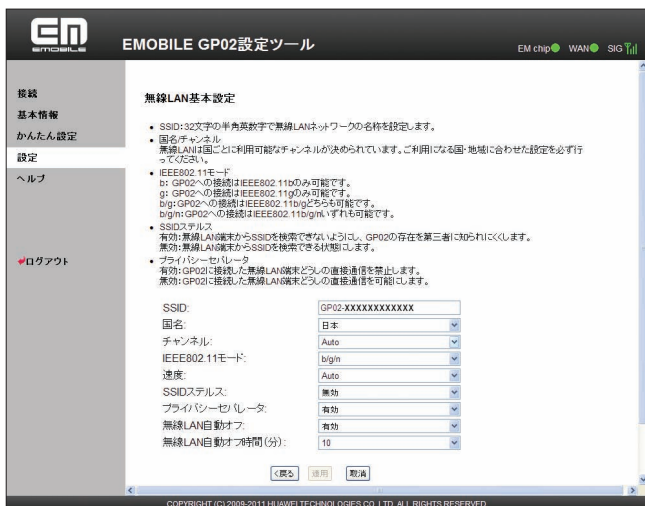 EM
EMOBILE
EMOBILE GP02設定ツール
EM chip WAN SIG
接続
基本情報
かんたん設定
設定
ヘルプ
ログアウト
無線LAN基本設定
• SSID:32文字の半角英数字で無線LANネットワークの名称を設定します。
• 国名/チャンネル
無線LANは国ごとに利用可能なチャンネルが決められています。ご利用になる国・地域に合わせた設定を必ず行
ってください。
• IEEE802.11モード
b: GP02への接続はIEEE802.11bのみ可能です。
g: GP02への接続はIEEE802.11gのみ可能です。
b/g:GP02への接続はIEEE802.11b/gどちらも可能です。
b/g/n:GP02への接続はIEEE802.11b/g/nいずれも可能です。
• SSIDステルス
有効:無線LAN端末からSSIDを検索できないようにし、GP02の存在を第三者に知られにくくします。
無効:無線LAN端末からSSIDを検索できる状態にします。
• プライバシーセパレータ
有効:GP02に接続した無線LAN端末どうしの直接通信を禁止します。
無効:GP02に接続した無線LAN端末どうしの直接通信を可能にします。
SSID: GP02-XXXXXXXXXXXX
国名: 日本
チャンネル: Auto
IEEE802.11モード: b/g/n
速度: Auto
SSIDステルス: 無効
プライバシーセパレータ: 有効
無線LAN自動オフ: 有効
無線LAN自動オフ時間(分): 10
<戻る 適用 取消
COPYRIGHT (C) 2009-2011 HUAWEI TECHNOLOGIES CO. LTD. ALL RIGHTS RESERVED